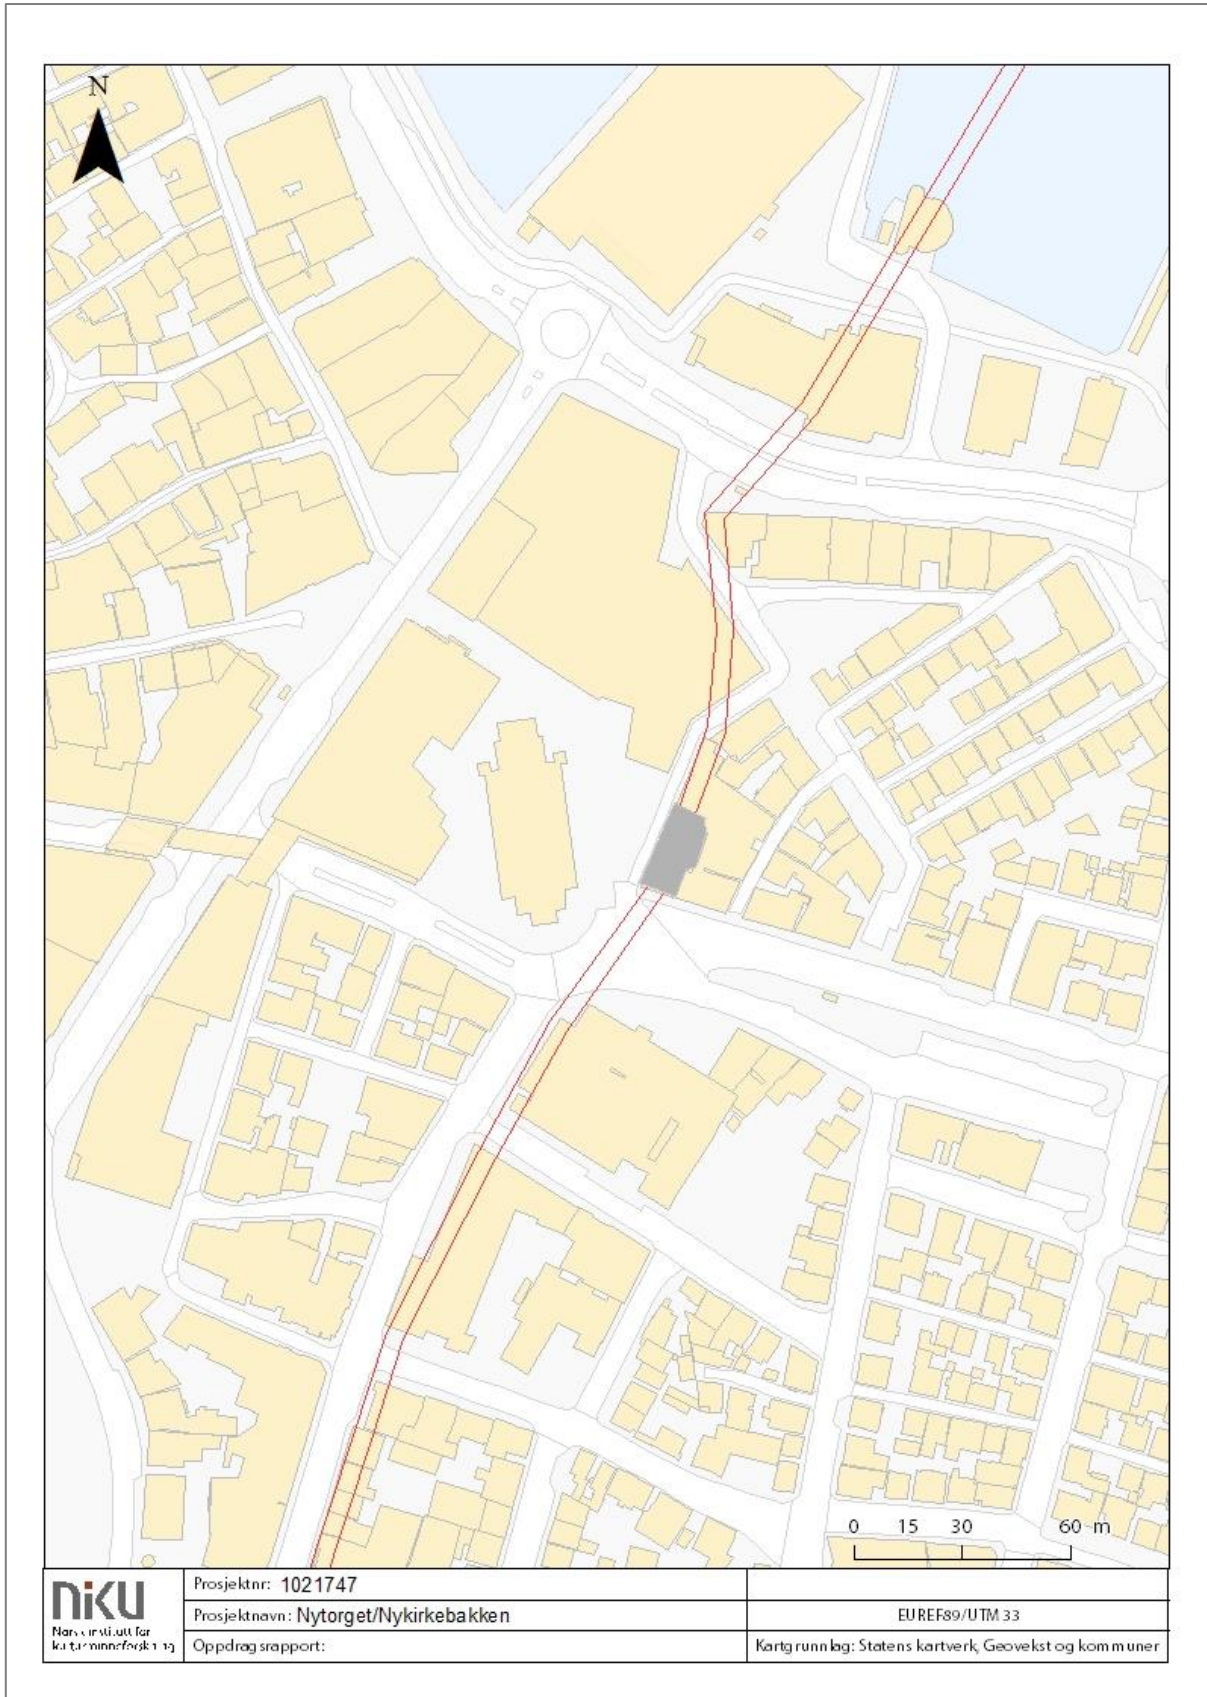 N
0 15 30 60 m
niku
Prosjektnr: 1021747
Prosjektnavn: Nytorget/Nykirkebakken
Oppdragsrapport:
EUREF89/UTM 33
Kartgrunnlag: Statens kartverk, Geovekst og kommuner